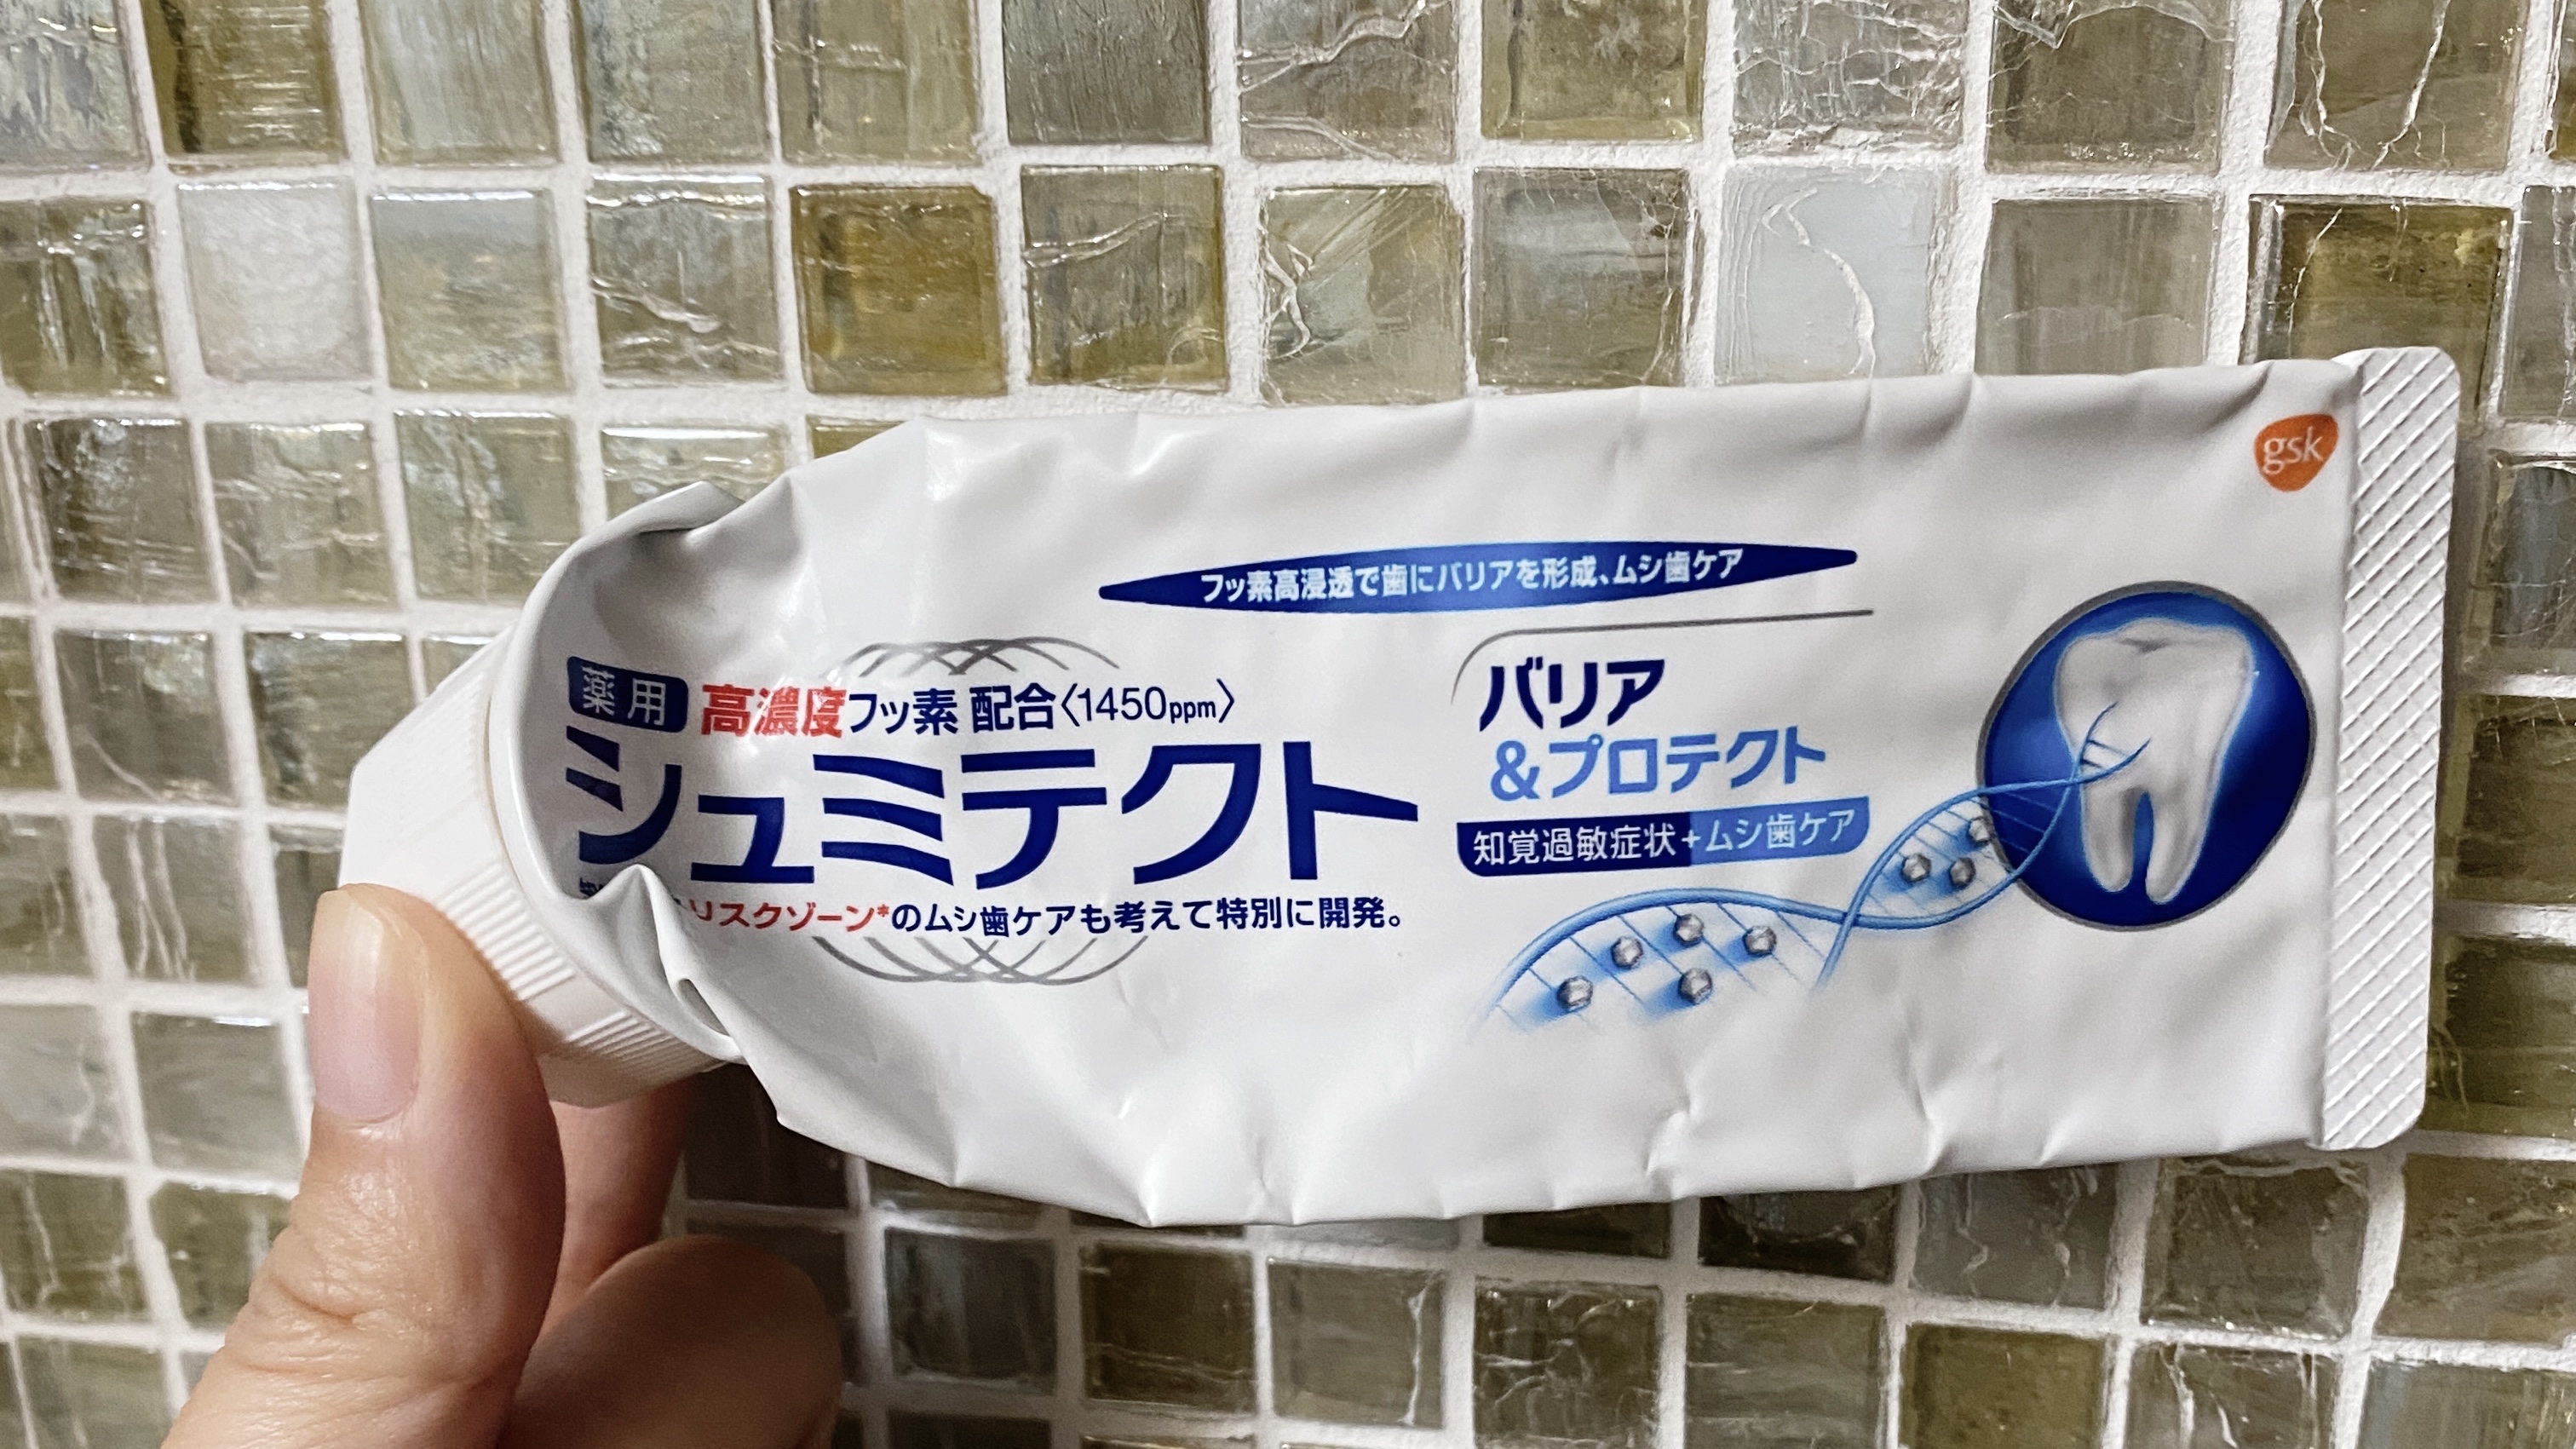 gsk
フッ素高浸透で歯にバリアを形成、ムシ歯ケア
薬用 高濃度フッ素 配合〈1450ppm〉
シュミテクト
リスクゾーン*のムシ歯ケアも考えて特別に開発。
バリア
&プロテクト
知覚過敏症状+ムシ歯ケア